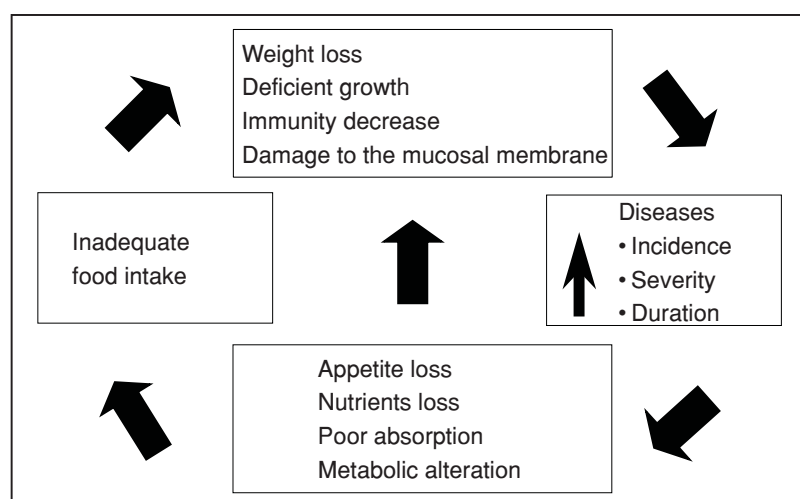 Weight loss
Deficient growth
Immunity decrease
Damage to the mucosal membrane
Inadequate
food intake
Diseases
• Incidence
• Severity
• Duration
Appetite loss
Nutrients loss
Poor absorption
Metabolic alteration